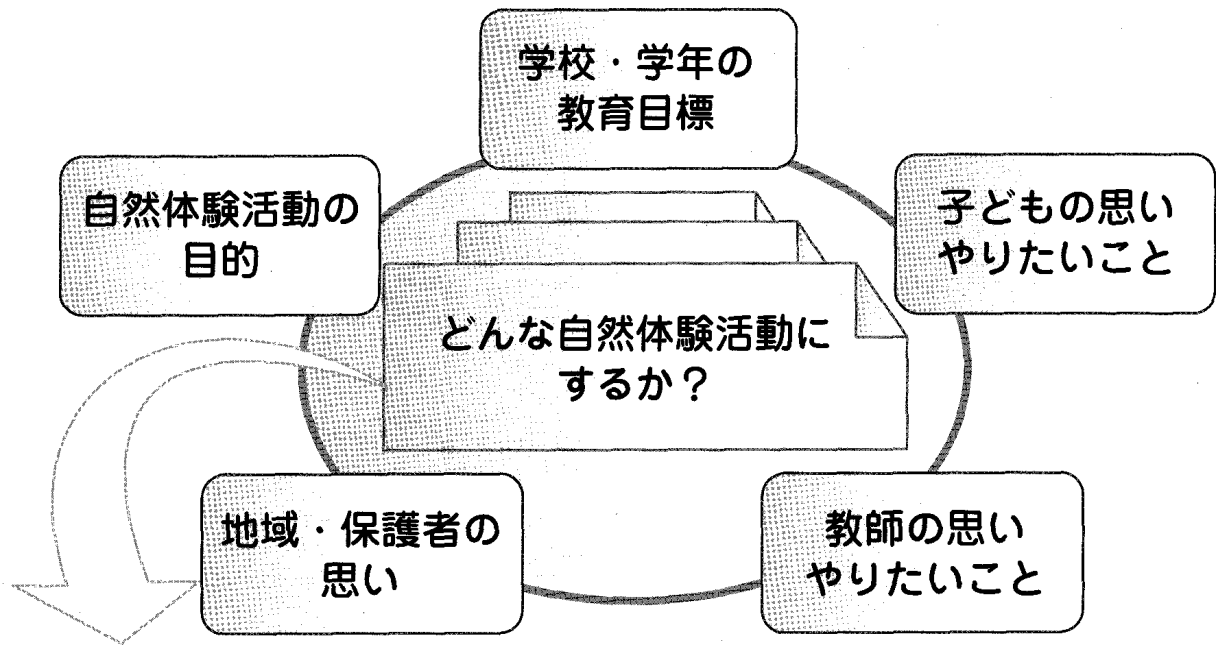 学校・学年の
教育目標
自然体験活動の
目的
子どもの思い
やりたいこと
どんな自然体験活動に
するか？
地域・保護者の
思い
教師の思い
やりたいこと